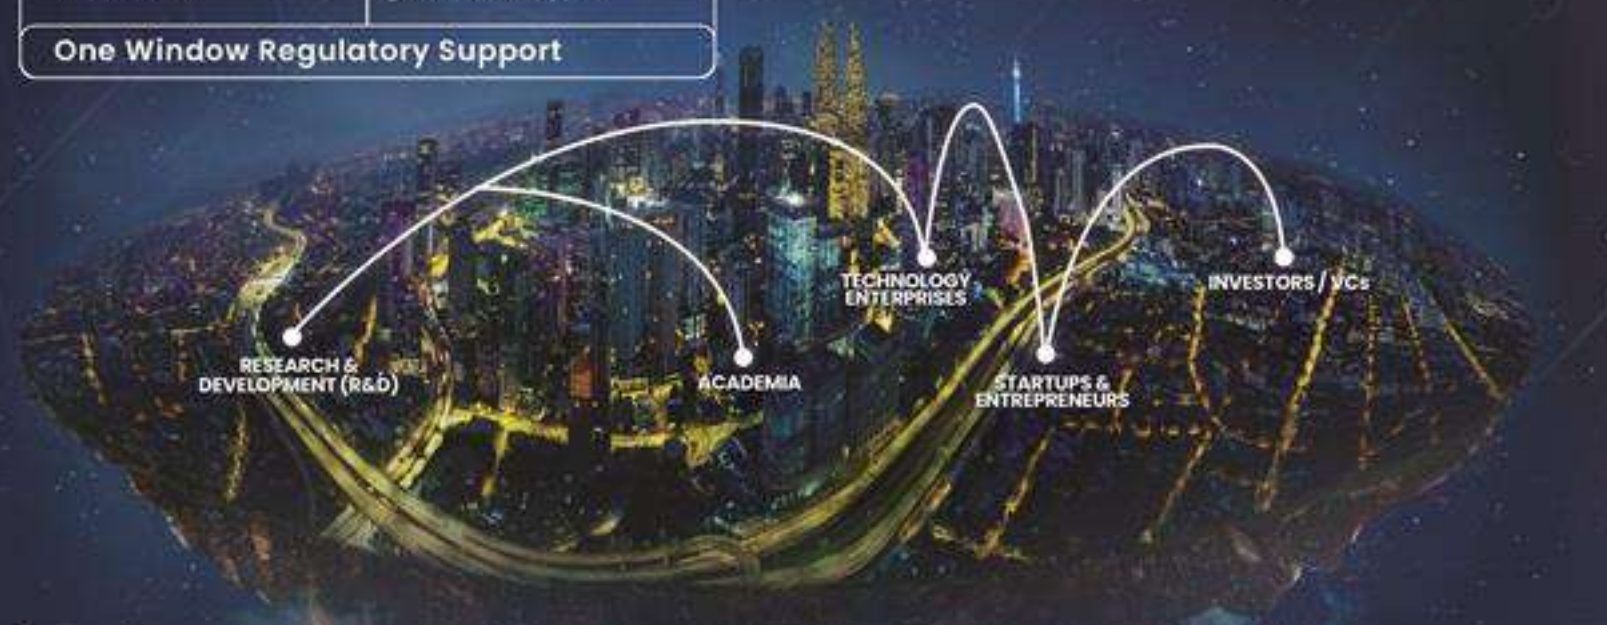 One Window Regulatory Support
TECHNOLOGY
ENTERPRISES
INVESTORS / VCs
RESEARCH &
DEVELOPMENT (R&D)
ACADEMIA
STARTUPS &
ENTREPRENEURS